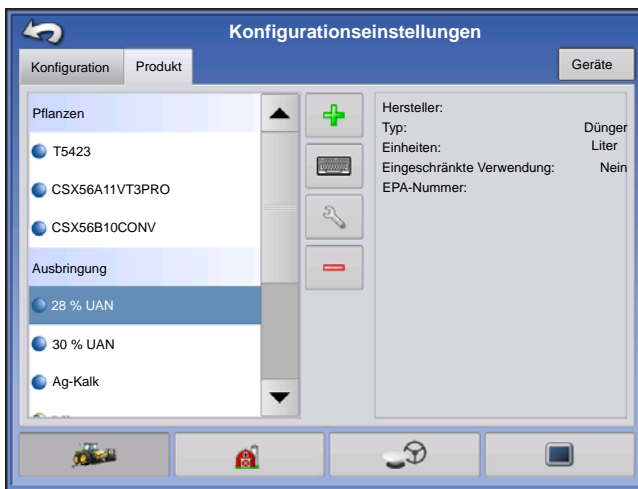 Konfigurationseinstellungen
Konfiguration
Produkt
Geräte
Pflanzen
T5423
CSX56A11VT3PRO
CSX56B10CONV
Ausbringung
28 % UAN
30 % UAN
Ag-Kalk
Hersteller:
Typ: Dünger
Einheiten: Liter
Eingeschränkte Verwendung: Nein
EPA-Nummer: